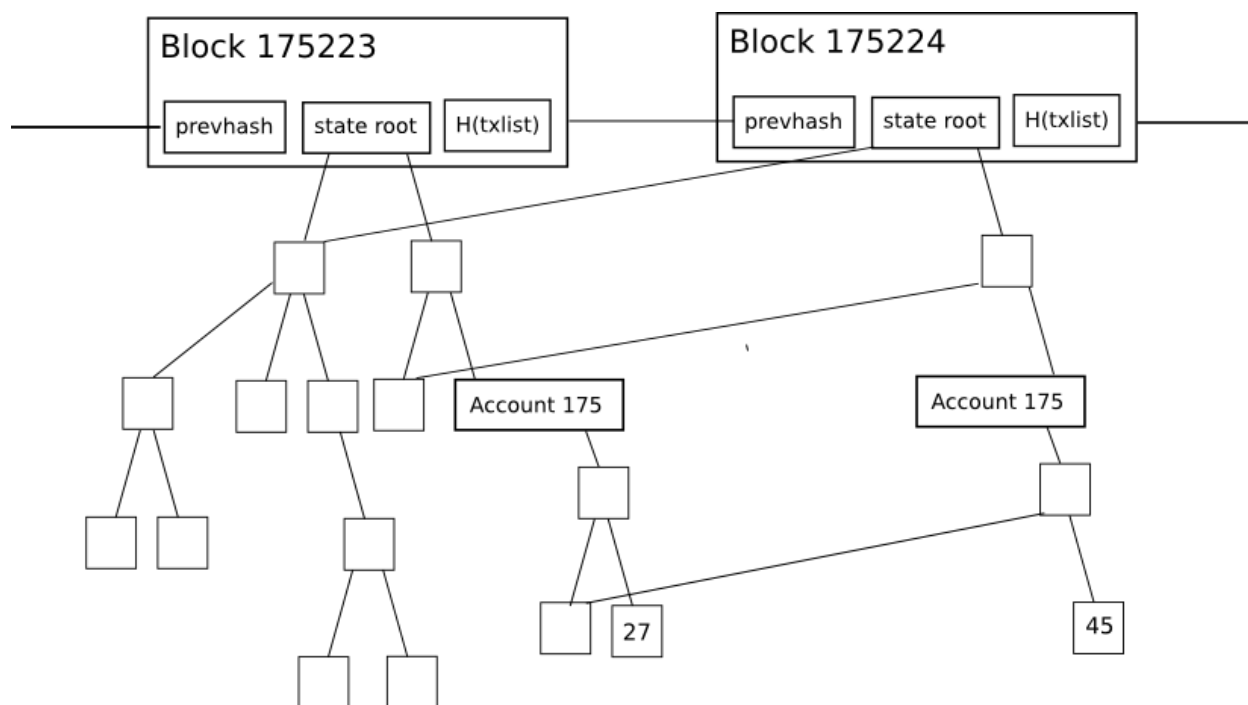 Block 175223
prevhash
state root
H(txlist)
Block 175224
prevhash
state root
H(txlist)
Account 175
Account 175
27
45